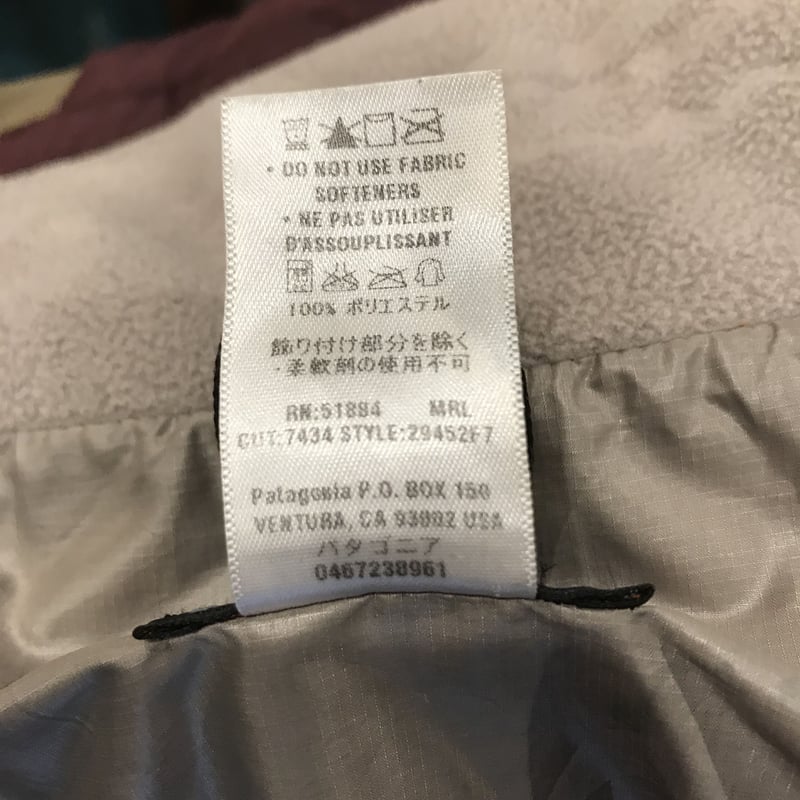 • DO NOT USE FABRIC
SOFTENERS
• NE PAS UTILISER
D'ASSOUPLISSANT
100% ポリエステル
飾り付け部分を除く
・柔軟剤の使用不可
RN:51884 MRL
CUT:7434 STYLE:29452F7
Patagonia P.O. BOX 150
VENTURA, CA 93002 USA
パタゴニア
0467238961